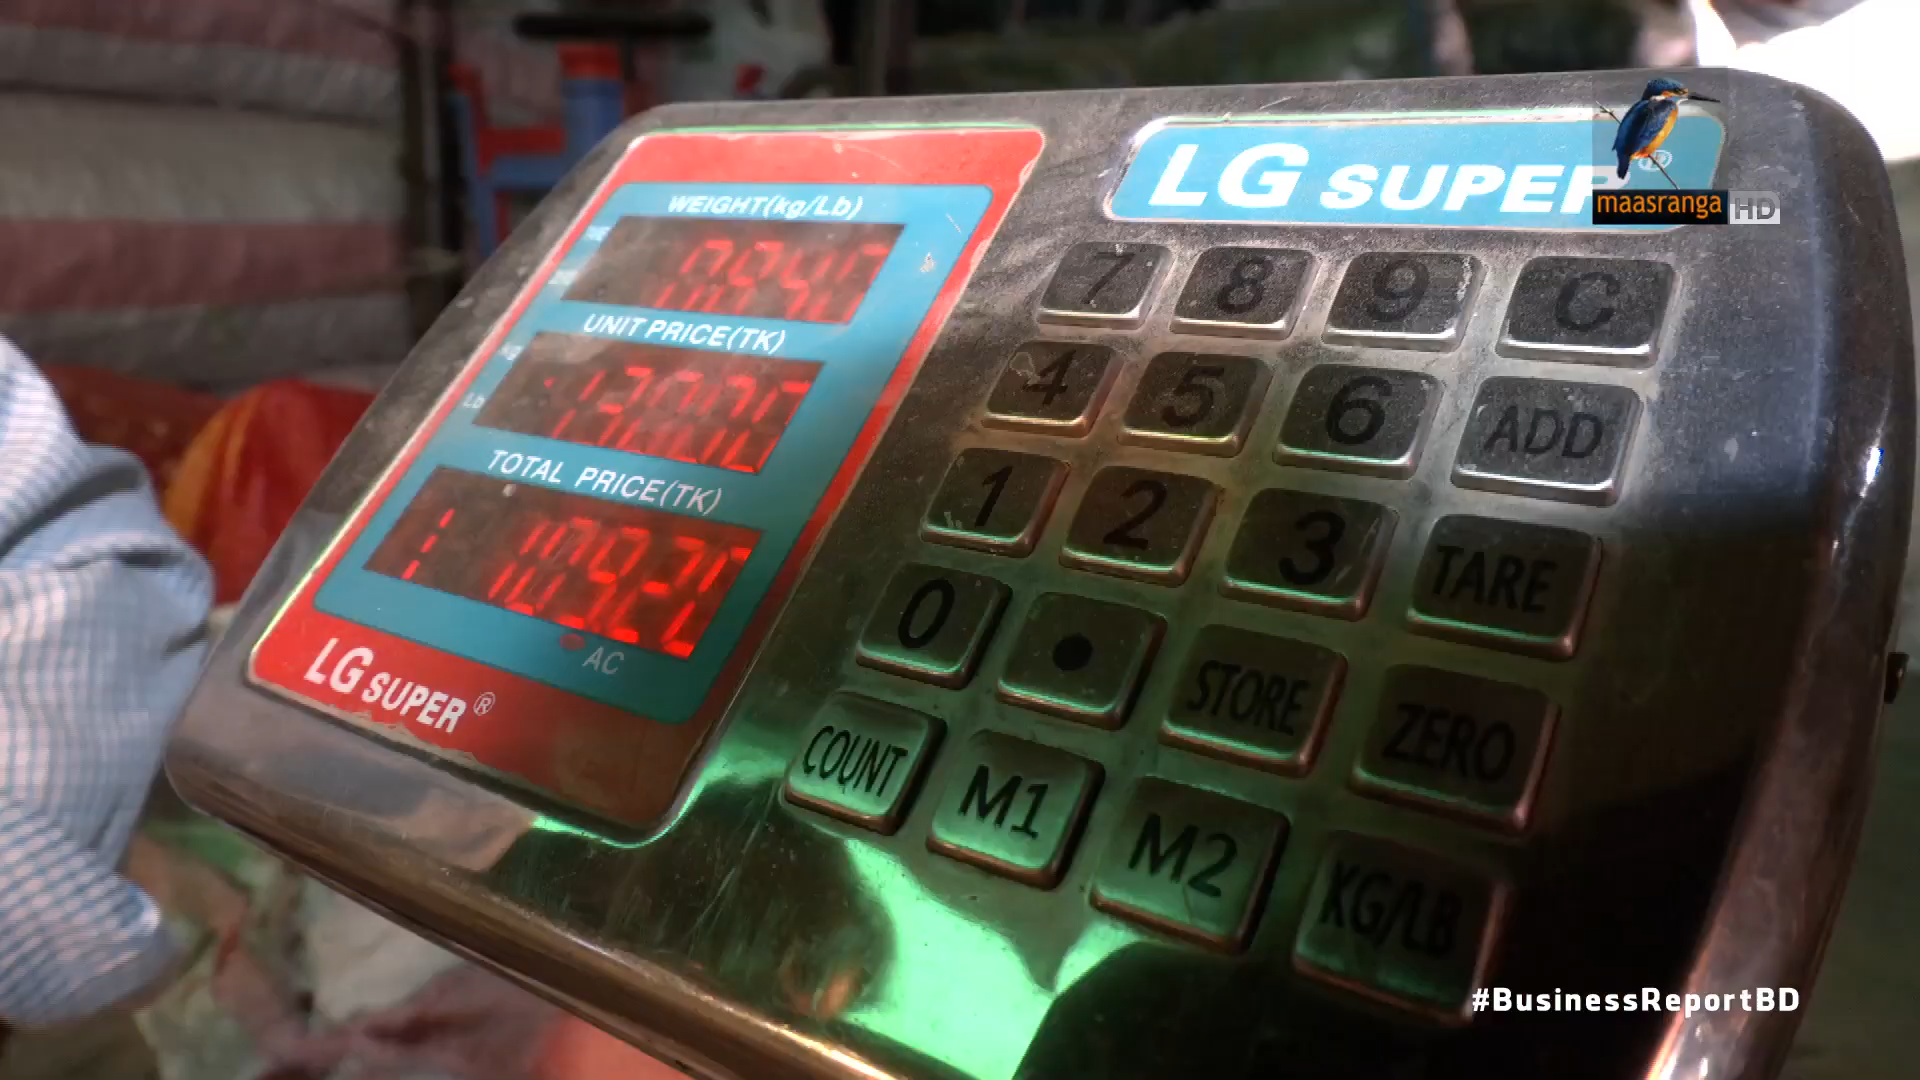 LG SUPER®
maasranga HD
WEIGHT(kg/Lb)
UNIT PRICE(TK)
Lb
TOTAL PRICE(TK)
AC
LG SUPER®
7 8 9 C
4 5 6 ADD
1 2 3 TARE
0 . STORE ZERO
COUNT M1 M2 KG/LB
#BusinessReportBD